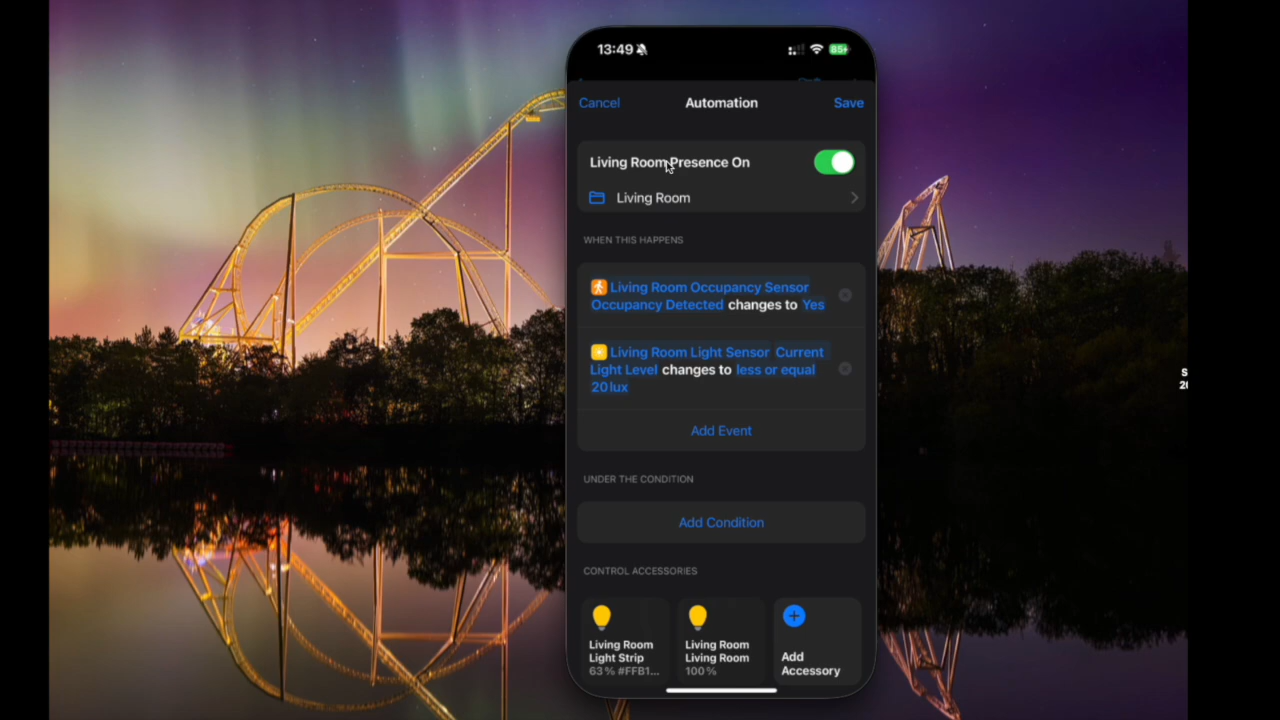 13:49
85
Cancel
Automation
Save
Living Room Presence On
Living Room
WHEN THIS HAPPENS
Living Room Occupancy Sensor
Occupancy Detected changes to Yes
Living Room Light Sensor Current
Light Level changes to less or equal
20 lux
Add Event
UNDER THE CONDITION
Add Condition
CONTROL ACCESSORIES
Living Room
Light Strip
63% #FFB1...
Living Room
Living Room
100%
Add
Accessory